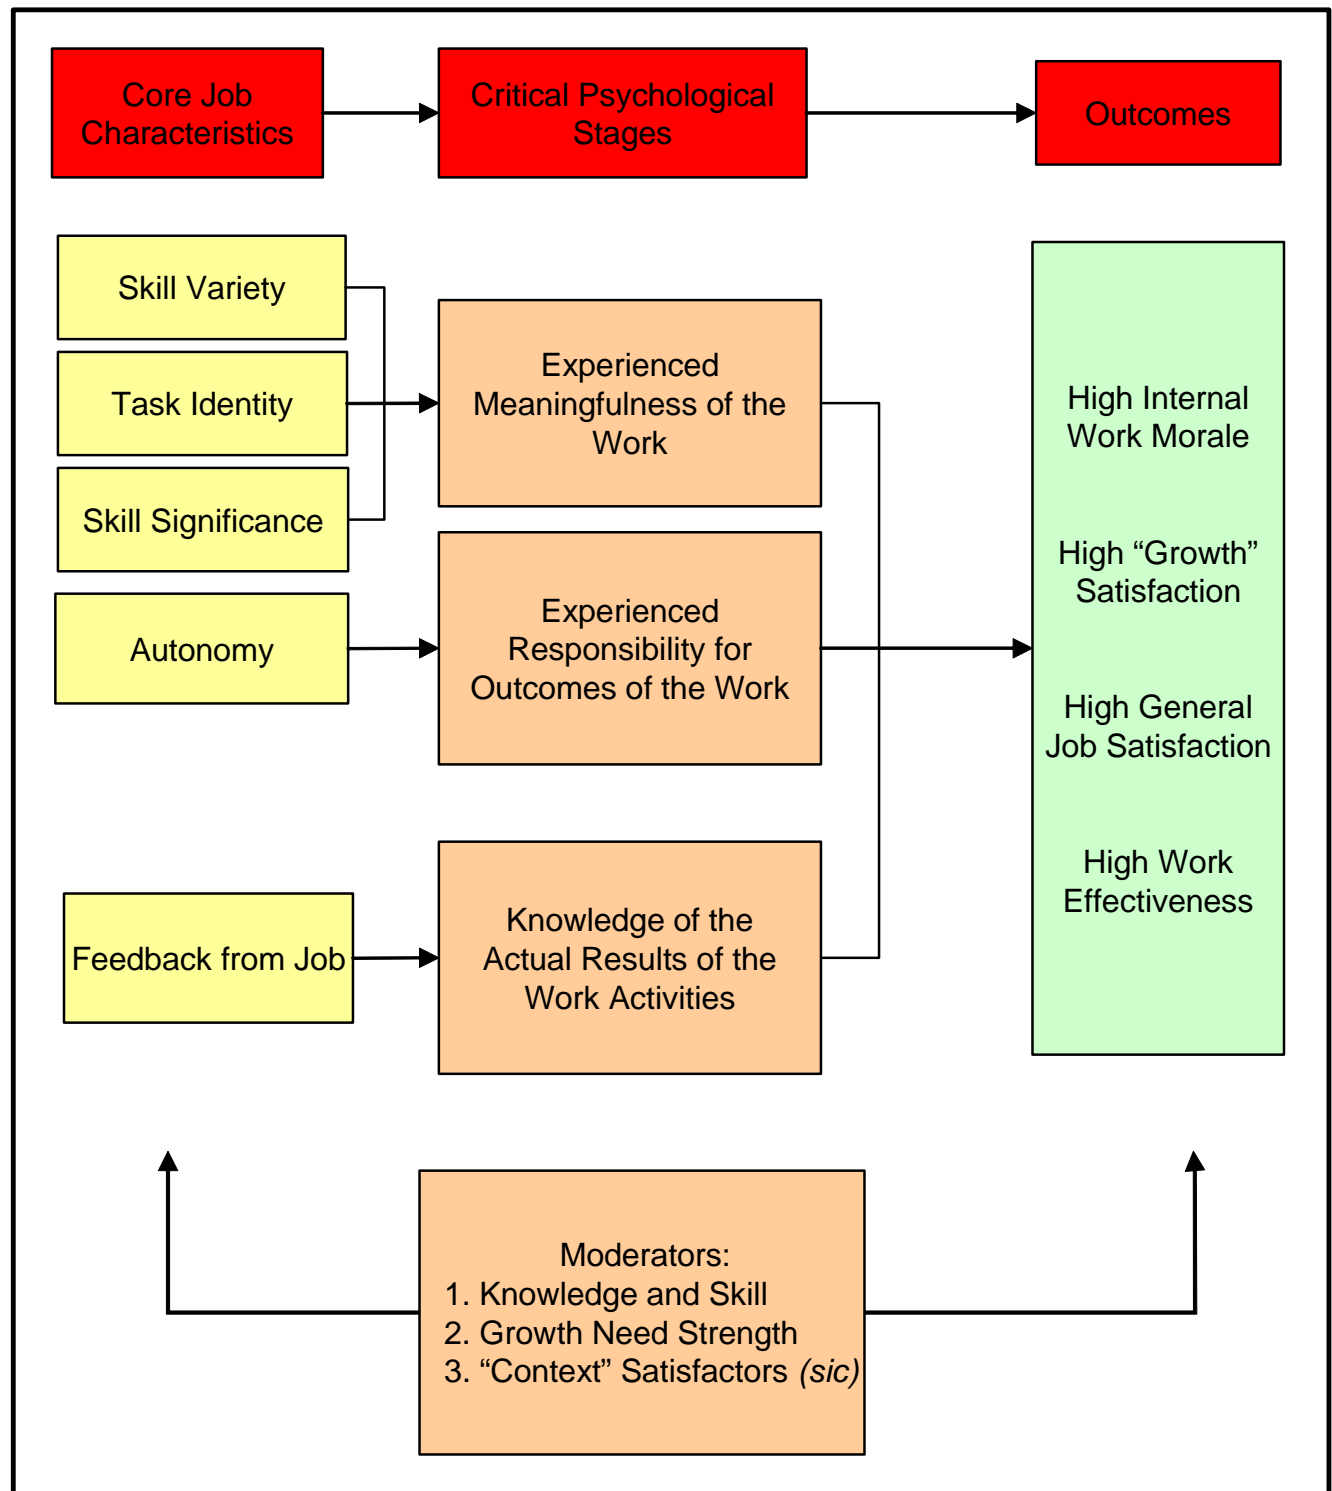 Core Job
Characteristics
Critical Psychological
Stages
Outcomes
Skill Variety
Task Identity
Skill Significance
Autonomy
Feedback from Job
Experienced
Meaningfulness of the
Work
Experienced
Responsibility for
Outcomes of the Work
Knowledge of the
Actual Results of the
Work Activities
High Internal
Work Morale
High “Growth”
Satisfaction
High General
Job Satisfaction
High Work
Effectiveness
Moderators:
1. Knowledge and Skill
2. Growth Need Strength
3. “Context” Satisfactors (sic)